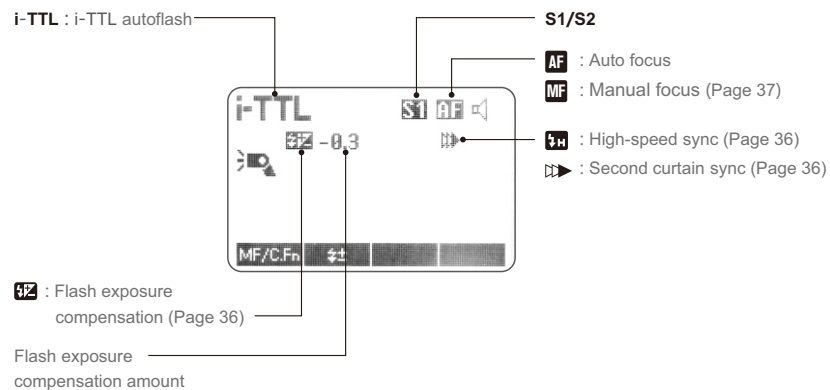 i-TTL : i-TTL autoflash
S1/S2
AF : Auto focus
MF : Manual focus (Page 37)
H : High-speed sync (Page 36)
: Second curtain sync (Page 36)
i-TTL S1 AF
-0.3
MF/C.Fn
: Flash exposure
compensation (Page 36)
Flash exposure
compensation amount